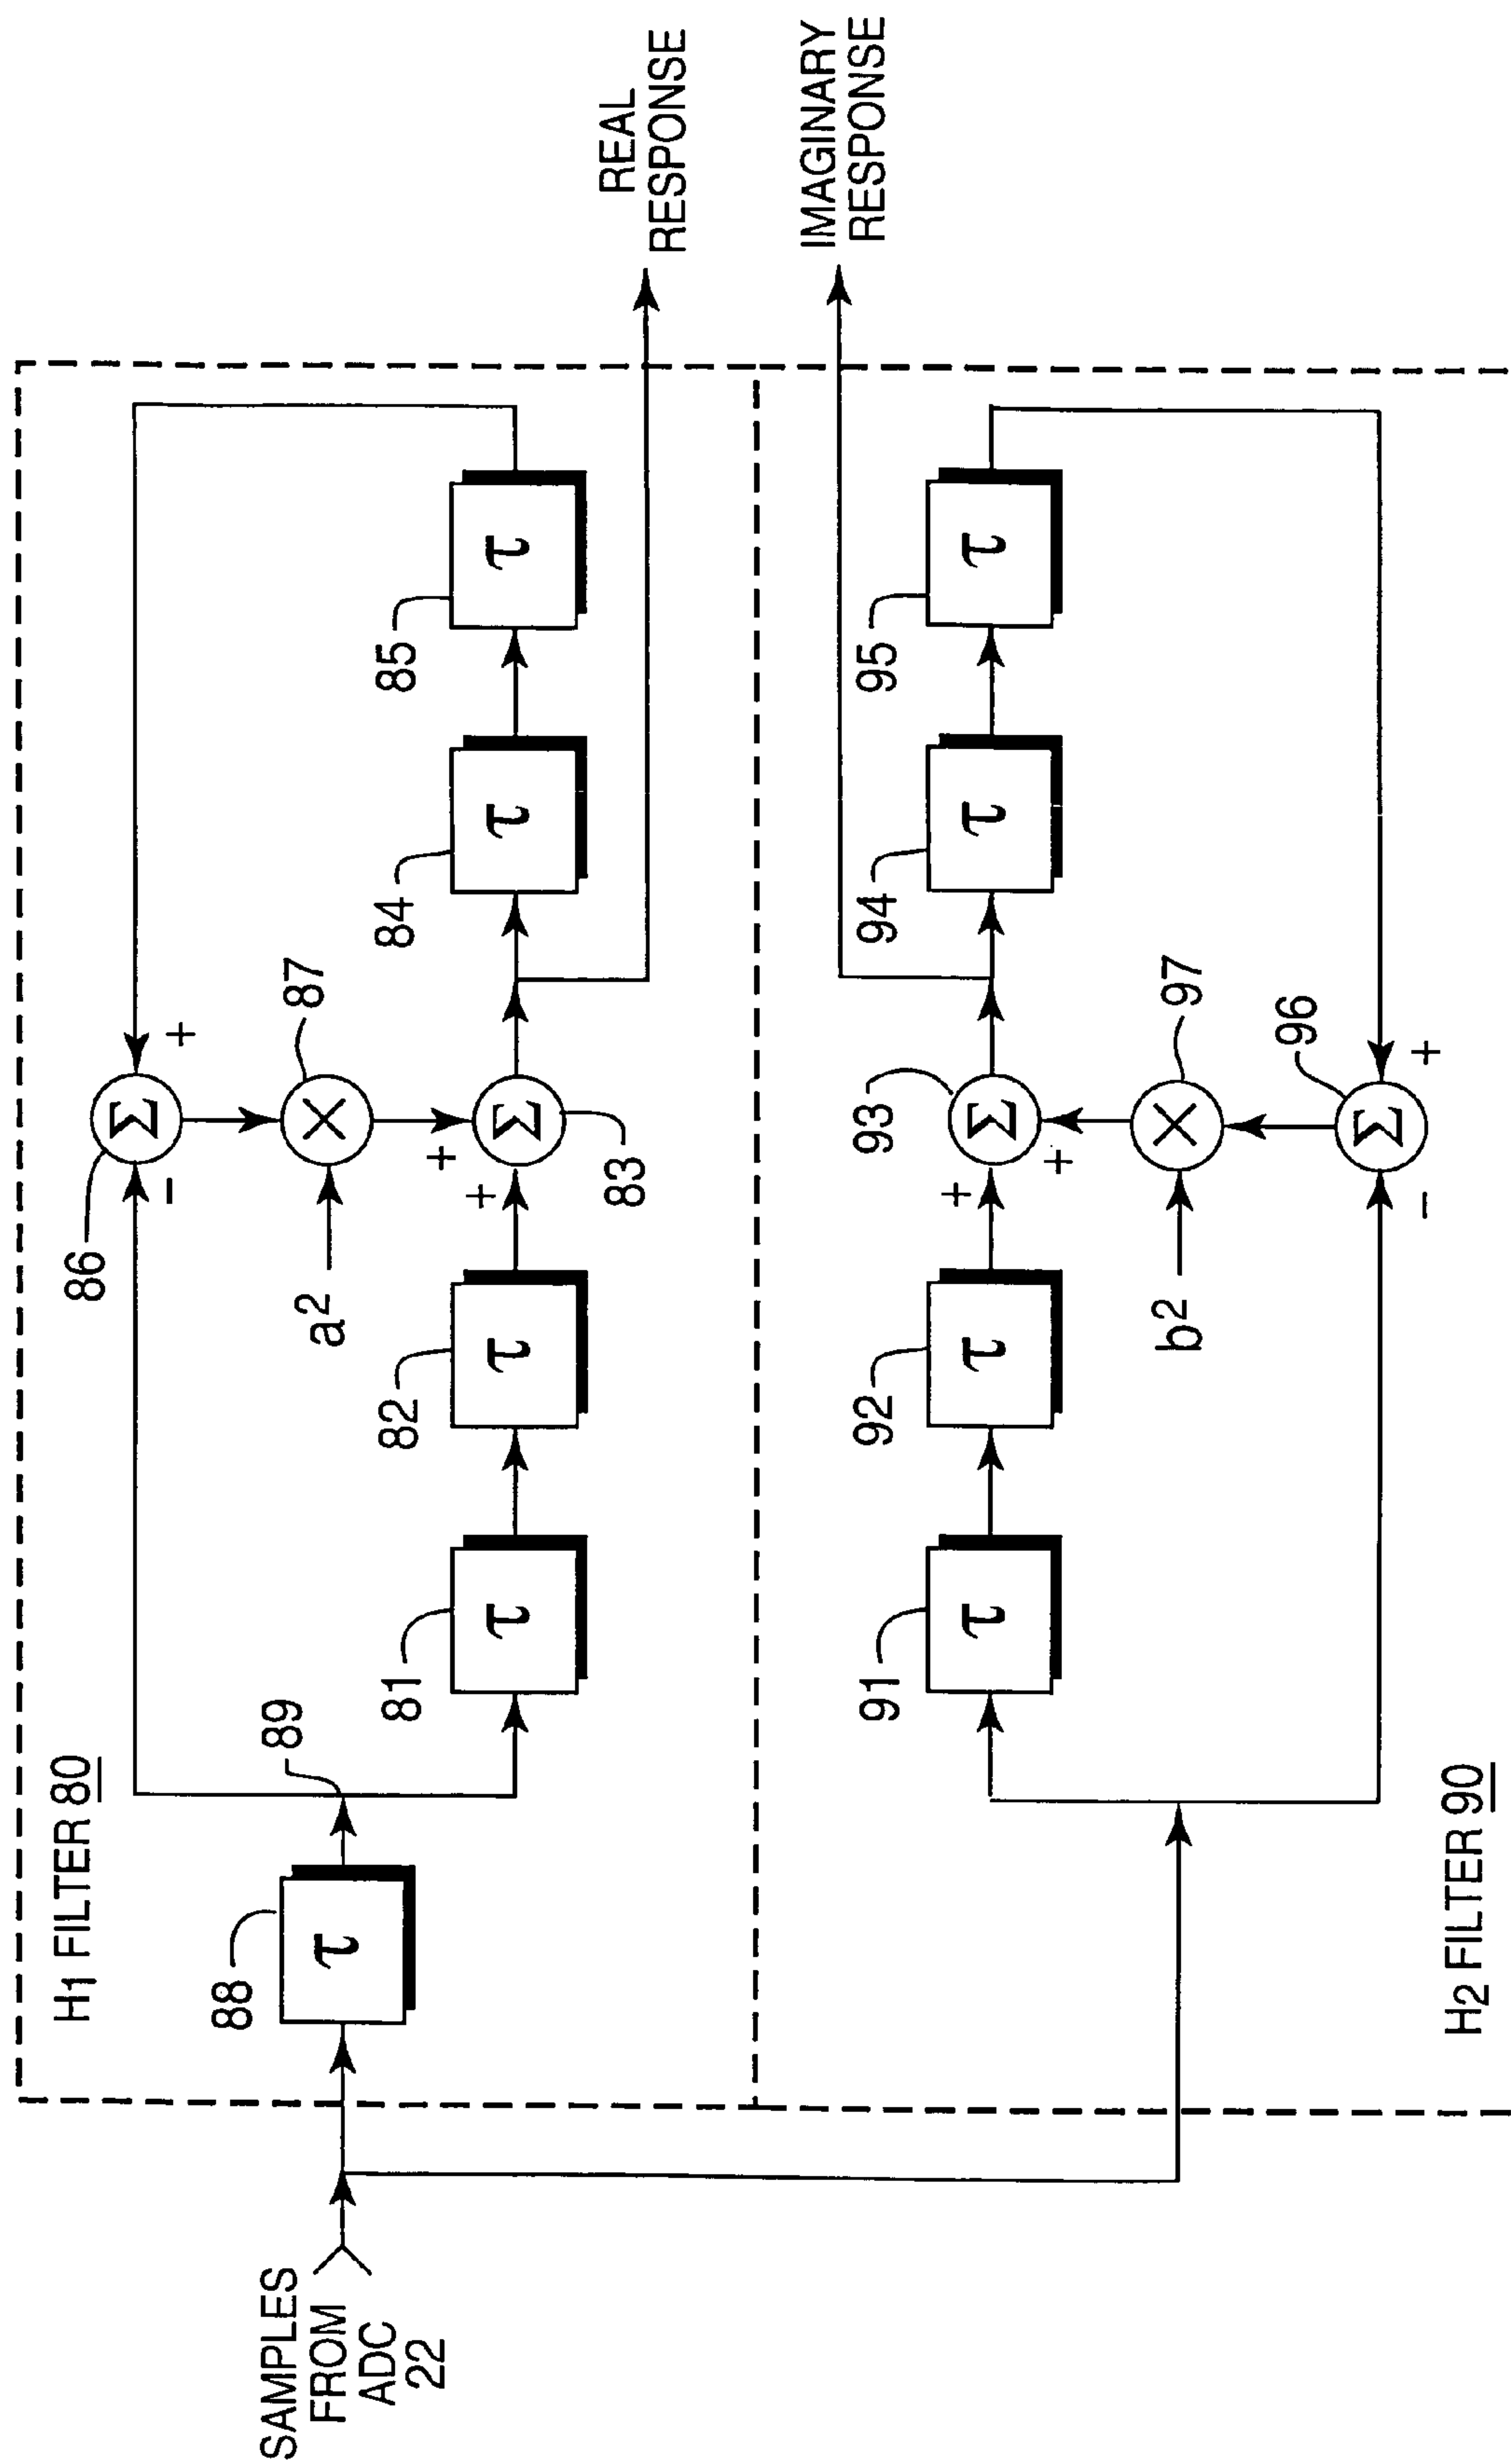 H1 FILTER 80
86
+
-
a2
Σ
×
87
88
τ
89
81
τ
82
τ
+
+
Σ
83
84
τ
85
τ
REAL
RESPONSE
SAMPLES
FROM
ADC
22
IMAGINARY
RESPONSE
91
τ
92
τ
93
+
+
Σ
94
τ
95
τ
b2
×
97
Σ
96
-
+
H2 FILTER 90